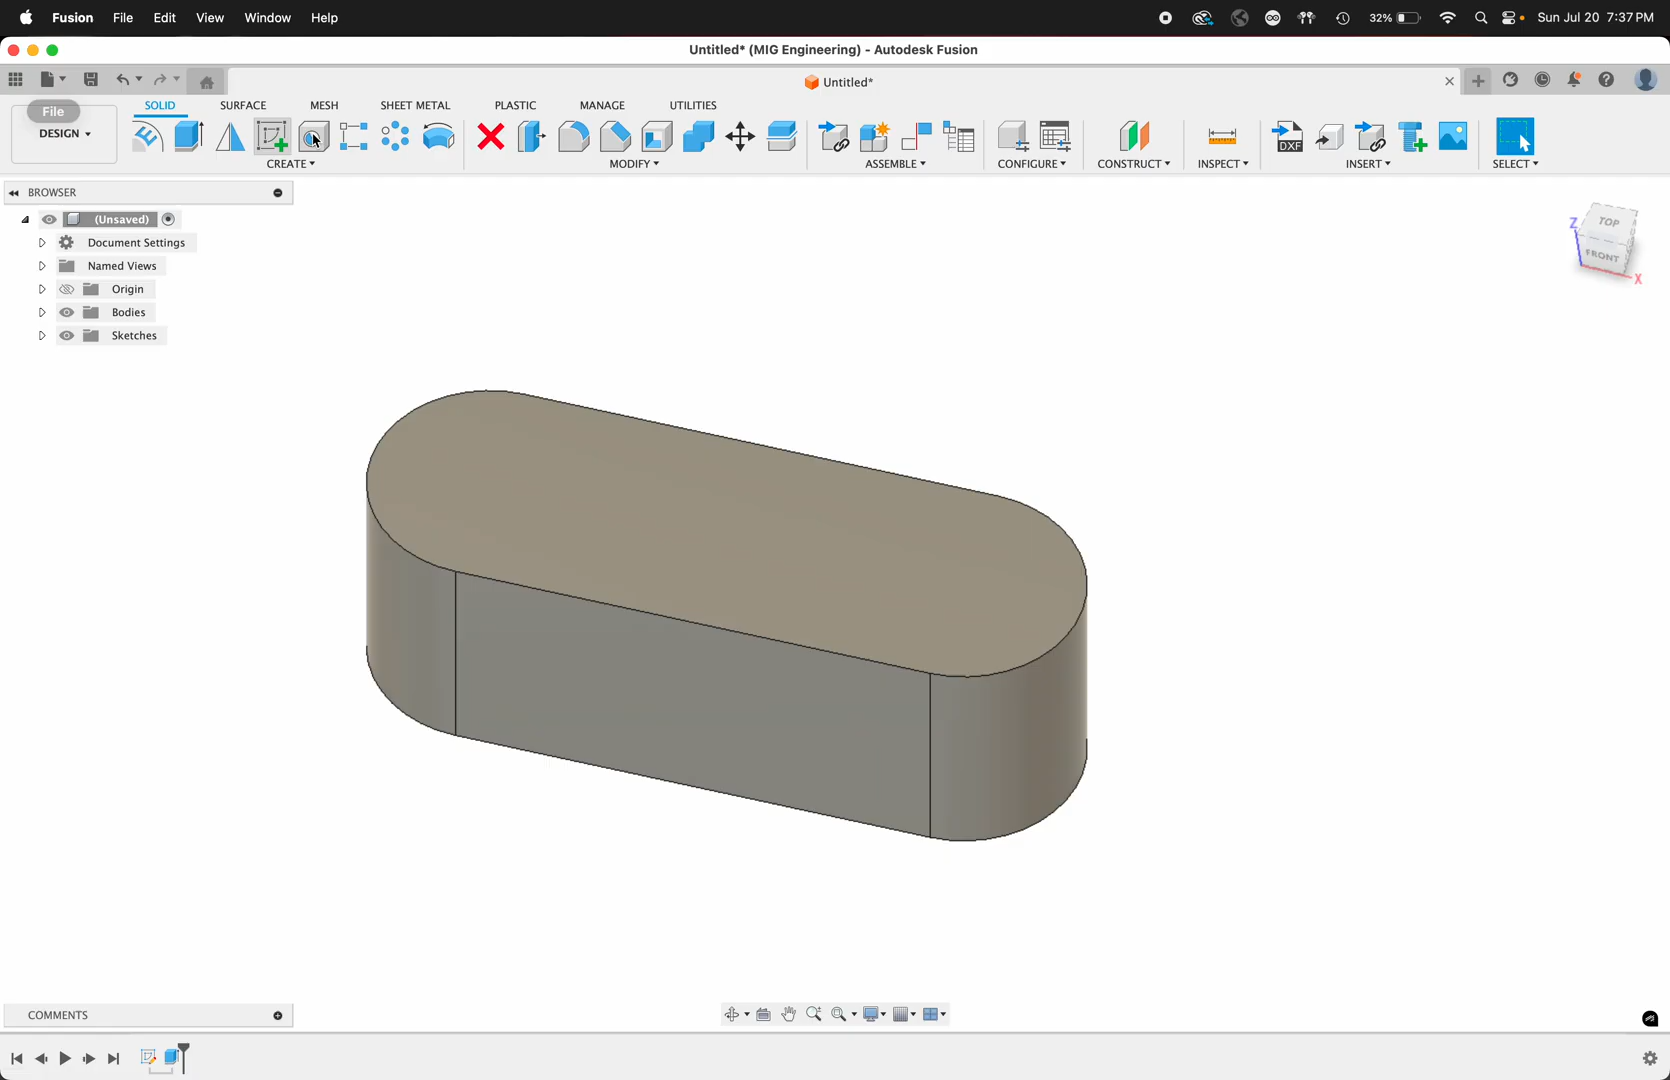 Fusion File Edit View Window Help 32% Sun Jul 20 7:37 PM
Untitled* (MIG Engineering) - Autodesk Fusion
Untitled*
File
DESIGN
SOLID SURFACE MESH SHEET METAL PLASTIC MANAGE UTILITIES
DXF
CREATE MODIFY ASSEMBLE CONFIGURE CONSTRUCT INSPECT INSERT SELECT
BROWSER
(Unsaved)
Document Settings
Named Views
Origin
Bodies
Sketches
TOP
Z
FRONT
X
COMMENTS